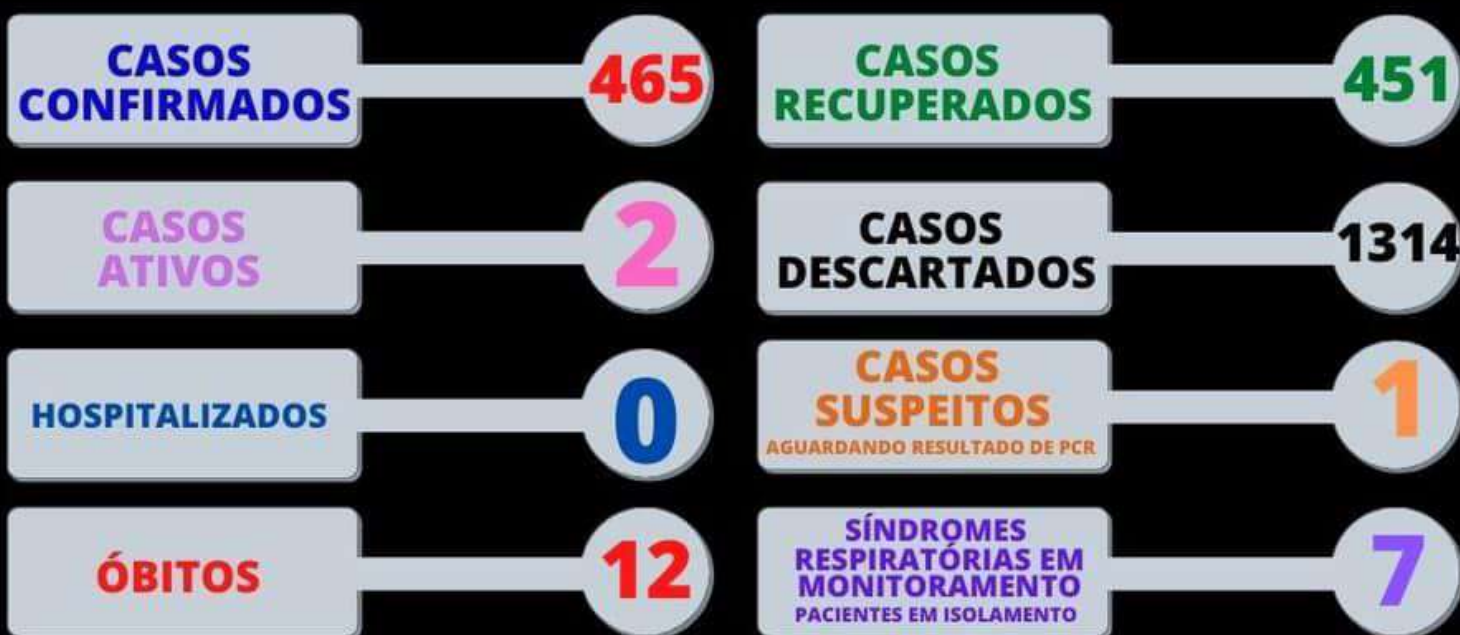 CASOS
CONFIRMADOS
465
CASOS
RECUPERADOS
451
CASOS
ATIVOS
2
CASOS
DESCARTADOS
1314
HOSPITALIZADOS
0
CASOS
SUSPEITOS
AGUARDANDO RESULTADO DE PCR
1
ÓBITOS
12
SÍNDROMES
RESPIRATÓRIAS EM
MONITORAMENTO
PACIENTES EM ISOLAMENTO
7